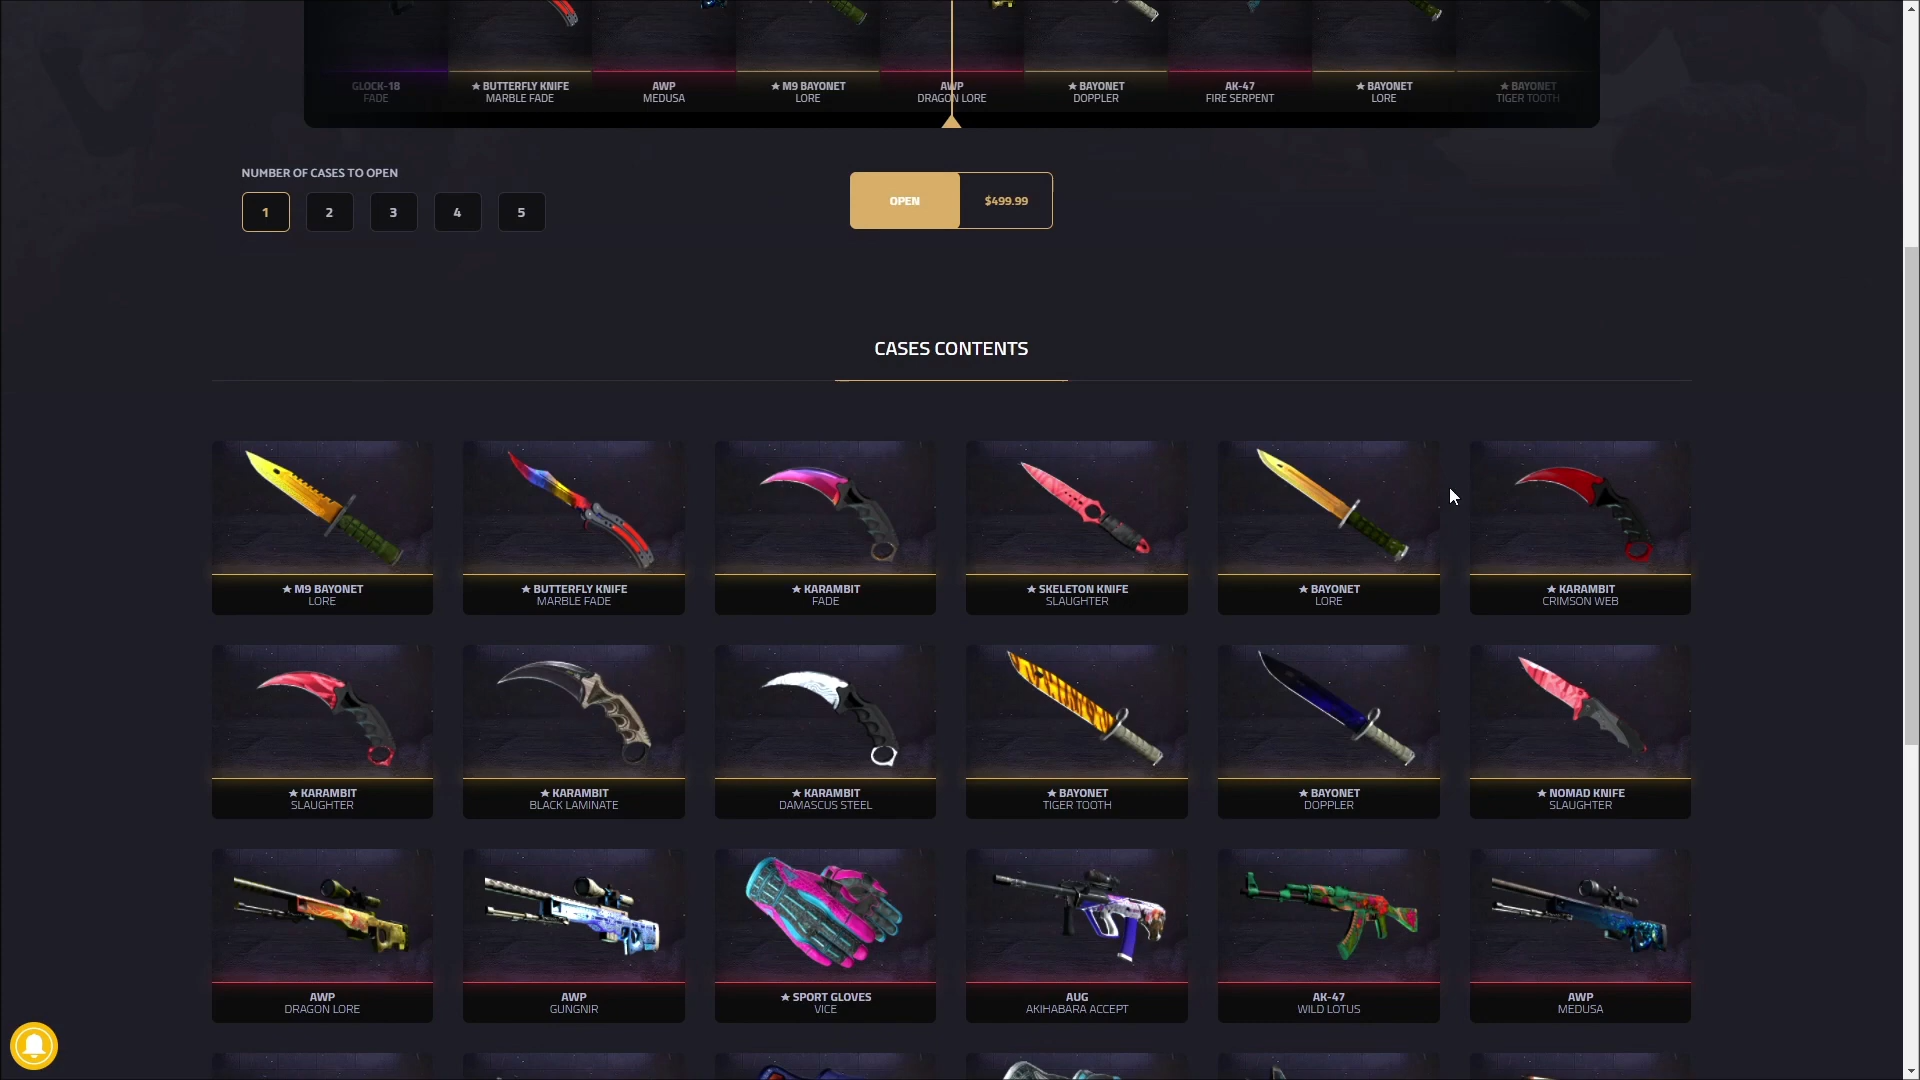 GLOCK-18
FADE
★ BUTTERFLY KNIFE
MARBLE FADE
AWP
MEDUSA
★ M9 BAYONET
LORE
AWP
DRAGON LORE
★ BAYONET
DOPPLER
AK-47
FIRE SERPENT
★ BAYONET
LORE
★ BAYONET
TIGER TOOTH
NUMBER OF CASES TO OPEN
1
2
3
4
5
OPEN
$499.99
CASES CONTENTS
★ M9 BAYONET
LORE
★ BUTTERFLY KNIFE
MARBLE FADE
★ KARAMBIT
FADE
★ SKELETON KNIFE
SLAUGHTER
★ BAYONET
LORE
★ KARAMBIT
CRIMSON WEB
★ KARAMBIT
SLAUGHTER
★ KARAMBIT
BLACK LAMINATE
★ KARAMBIT
DAMASCUS STEEL
★ BAYONET
TIGER TOOTH
★ BAYONET
DOPPLER
★ NOMAD KNIFE
SLAUGHTER
AWP
DRAGON LORE
AWP
GUNGNIR
★ SPORT GLOVES
VICE
AUG
AKIHABARA ACCEPT
AK-47
WILD LOTUS
AWP
MEDUSA